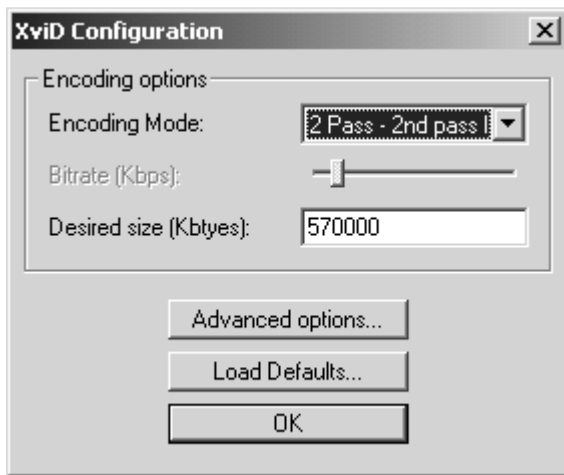 XviD Configuration
Encoding options
Encoding Mode:
2 Pass - 2nd pass
Bitrate (Kbps):
Desired size (Kbtyes):
570000
Advanced options...
Load Defaults...
OK